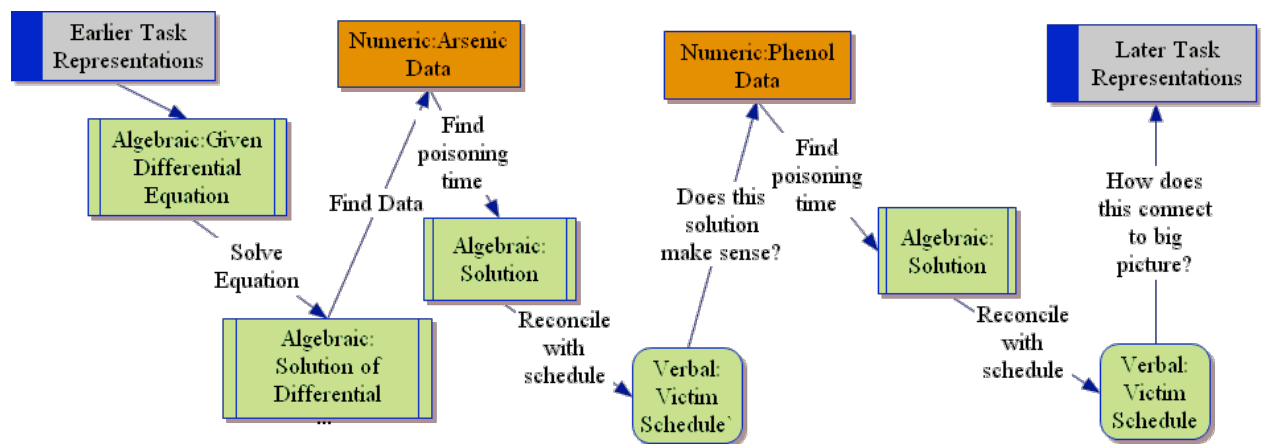 Earlier Task
Representations
Algebraic:Given
Differential
Equation
Solve
Equation
Algebraic:
Solution of
Differential
...
Find Data
Numeric:Arsenic
Data
Find
poisoning
time
Algebraic:
Solution
Reconcile
with
schedule
Verbal:
Victim
Schedule`
Does this
solution
make sense?
Numeric:Phenol
Data
Find
poisoning
time
Algebraic:
Solution
Reconcile
with
schedule
Verbal:
Victim
Schedule
How does
this connect
to big
picture?
Later Task
Representations